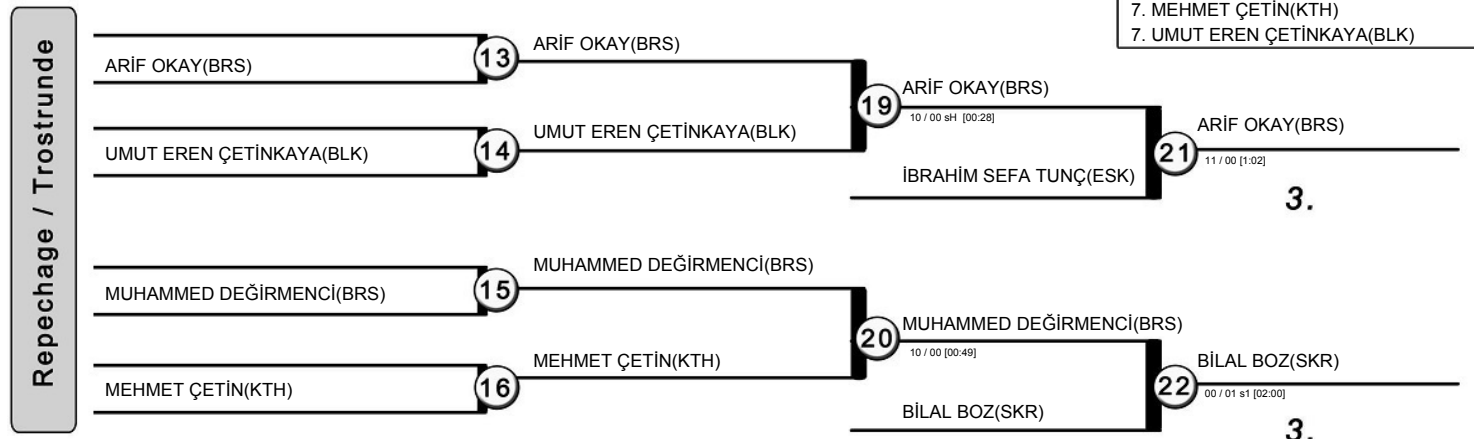 7. MEHMET ÇETİN(KTH)
7. UMUT EREN ÇETİNKAYA(BLK)
Repechage / Trostrunde
ARİF OKAY(BRS)
13
ARİF OKAY(BRS)
UMUT EREN ÇETİNKAYA(BLK)
14
UMUT EREN ÇETİNKAYA(BLK)
19
ARİF OKAY(BRS)
10 / 00 sH [00:28]
İBRAHİM SEFA TUNÇ(ESK)
21
ARİF OKAY(BRS)
11 / 00 [1:02]
3.
MUHAMMED DEĞİRMENCİ(BRS)
15
MUHAMMED DEĞİRMENCİ(BRS)
MEHMET ÇETİN(KTH)
16
MEHMET ÇETİN(KTH)
20
MUHAMMED DEĞİRMENCİ(BRS)
10 / 00 [00:49]
BİLAL BOZ(SKR)
22
BİLAL BOZ(SKR)
00 / 01 s1 [02:00]
3.